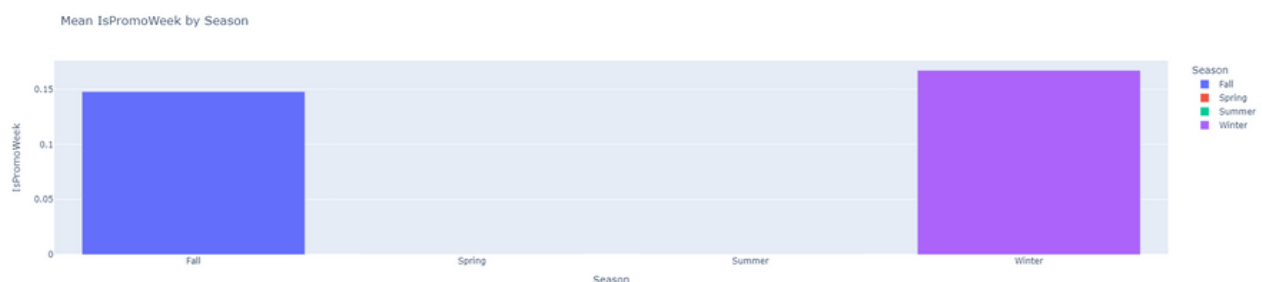 Mean IsPromoWeek by Season
IsPromoWeek
0.15
0.1
0.05
0
Fall
Spring
Summer
Winter
Season
Season
Fall
Spring
Summer
Winter